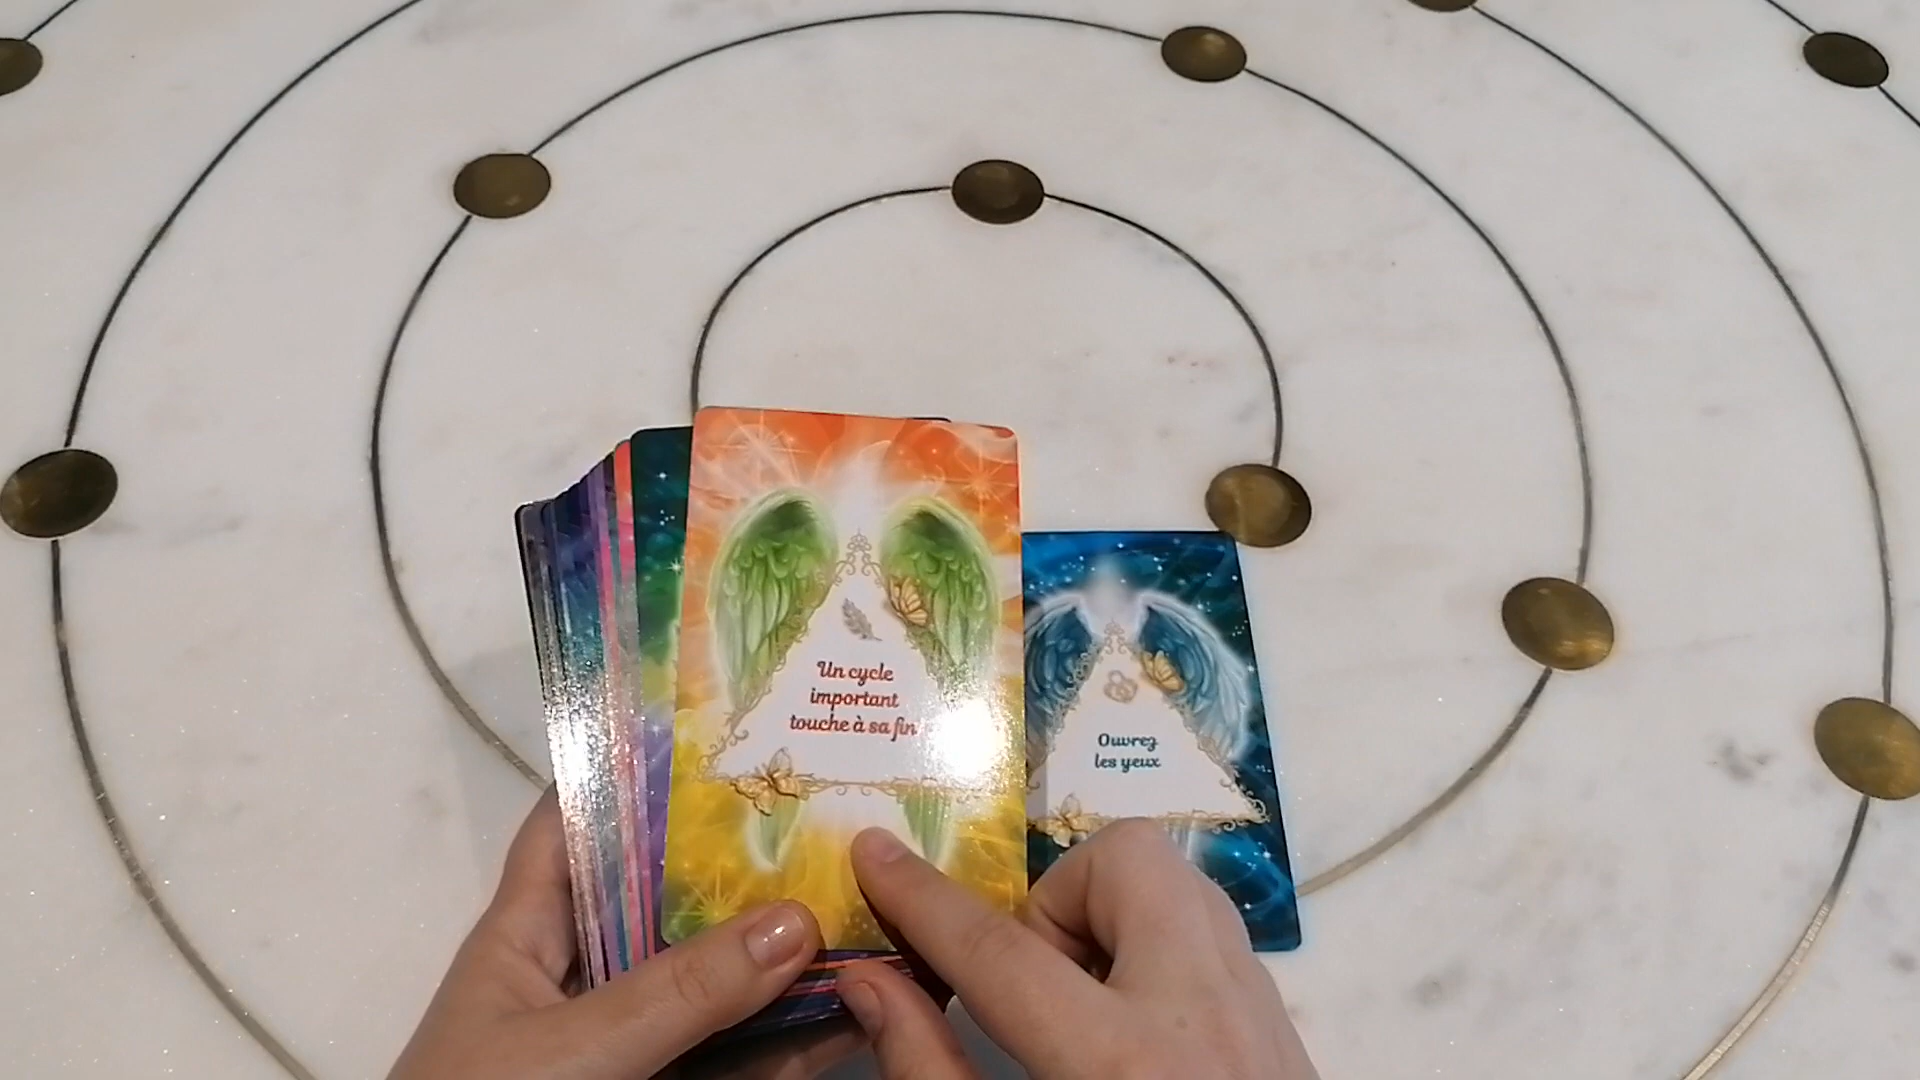 Un cycle
important
touche à sa fin
Ouvrez
les yeux